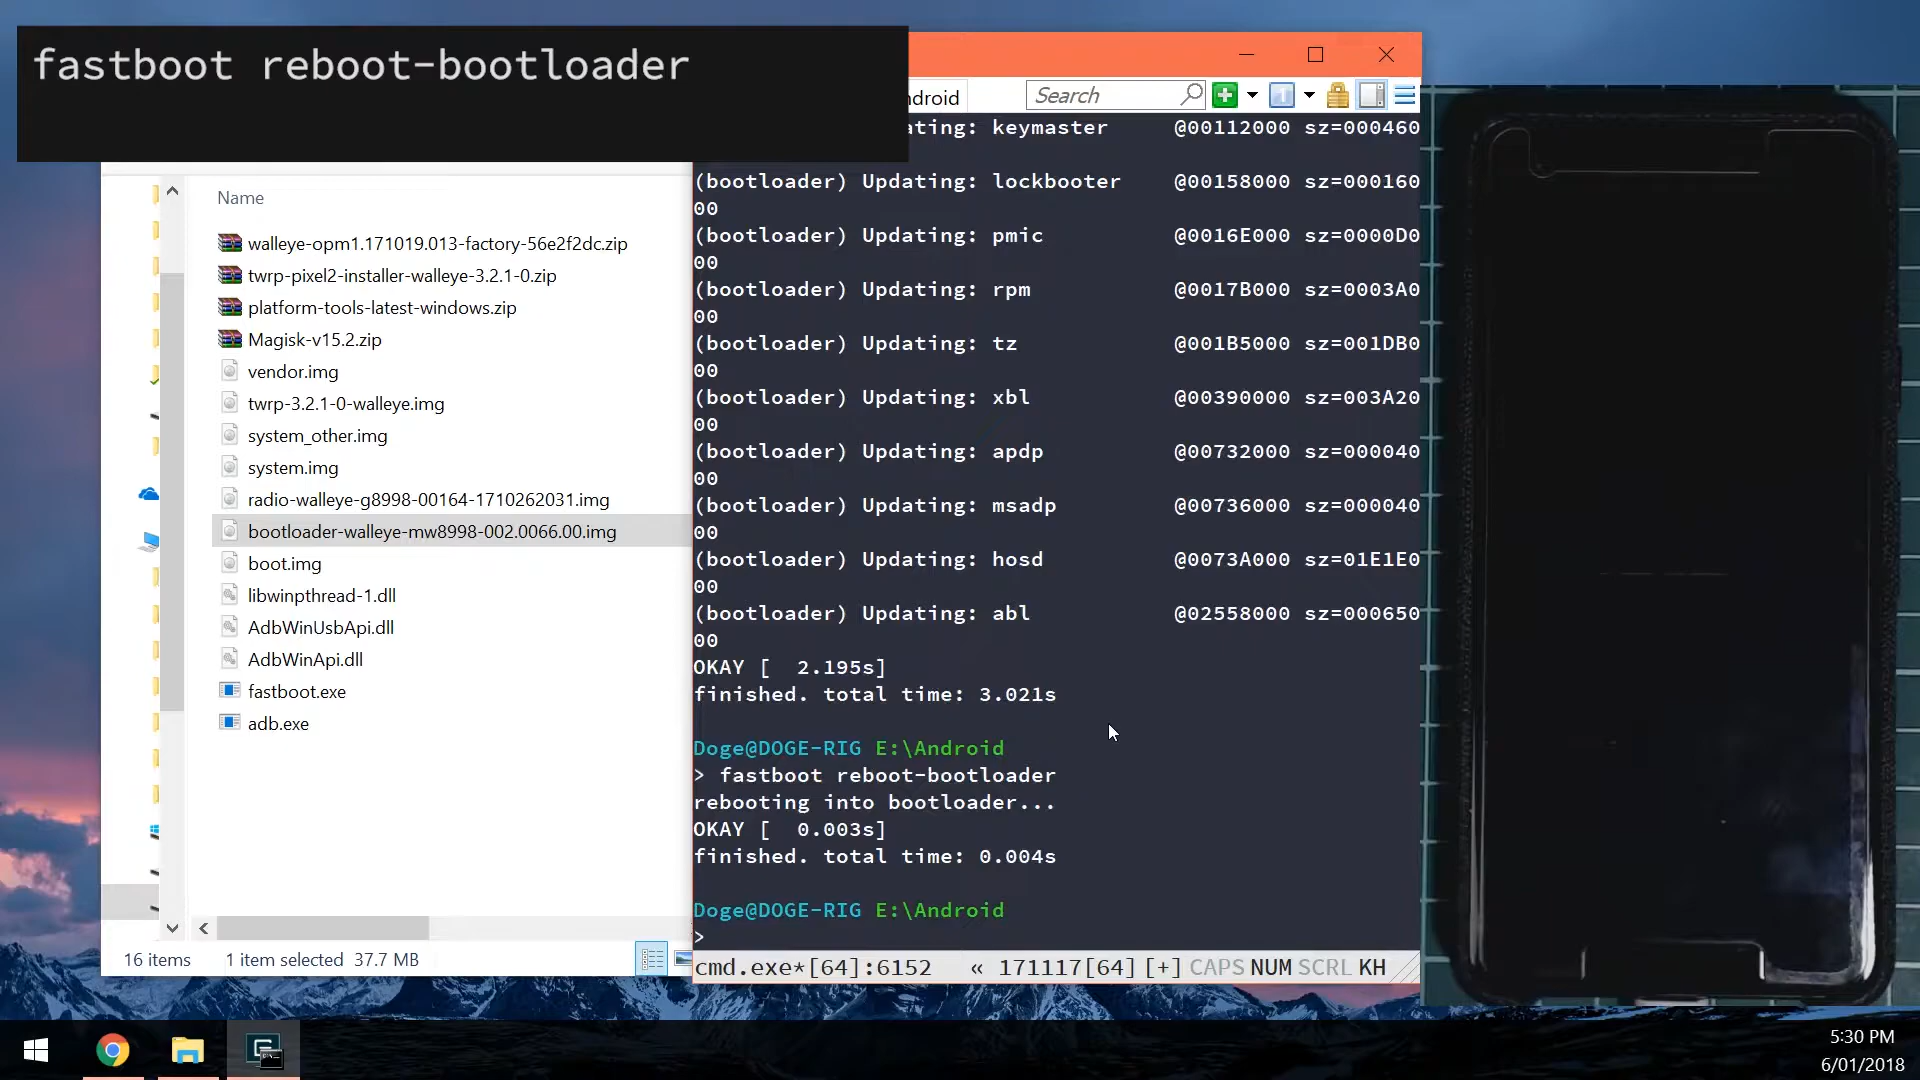 fastboot reboot-bootloader
ndroid
Search
ating: keymaster @00112000 sz=000460
(bootloader) Updating: lockbooter @00158000 sz=000160
00
(bootloader) Updating: pmic @0016E000 sz=0000D0
00
(bootloader) Updating: rpm @0017B000 sz=0003A0
00
(bootloader) Updating: tz @001B5000 sz=001DB0
00
(bootloader) Updating: xbl @00390000 sz=003A20
00
(bootloader) Updating: apdp @00732000 sz=000040
00
(bootloader) Updating: msadp @00736000 sz=000040
00
(bootloader) Updating: hosd @0073A000 sz=01E1E0
00
(bootloader) Updating: abl @02558000 sz=000650
00
OKAY [  2.195s]
finished. total time: 3.021s
Doge@DOGE-RIG E:\Android
> fastboot reboot-bootloader
rebooting into bootloader...
OKAY [  0.003s]
finished. total time: 0.004s
Doge@DOGE-RIG E:\Android
>
cmd.exe*[64]:6152 « 171117[64] [+] CAPS NUM SCRL KH
Name
walleye-opm1.171019.013-factory-56e2f2dc.zip
twrp-pixel2-installer-walleye-3.2.1-0.zip
platform-tools-latest-windows.zip
Magisk-v15.2.zip
vendor.img
twrp-3.2.1-0-walleye.img
system_other.img
system.img
radio-walleye-g8998-00164-1710262031.img
bootloader-walleye-mw8998-002.0066.00.img
boot.img
libwinpthread-1.dll
AdbWinUsbApi.dll
AdbWinApi.dll
fastboot.exe
adb.exe
16 items 1 item selected 37.7 MB
5:30 PM
6/01/2018